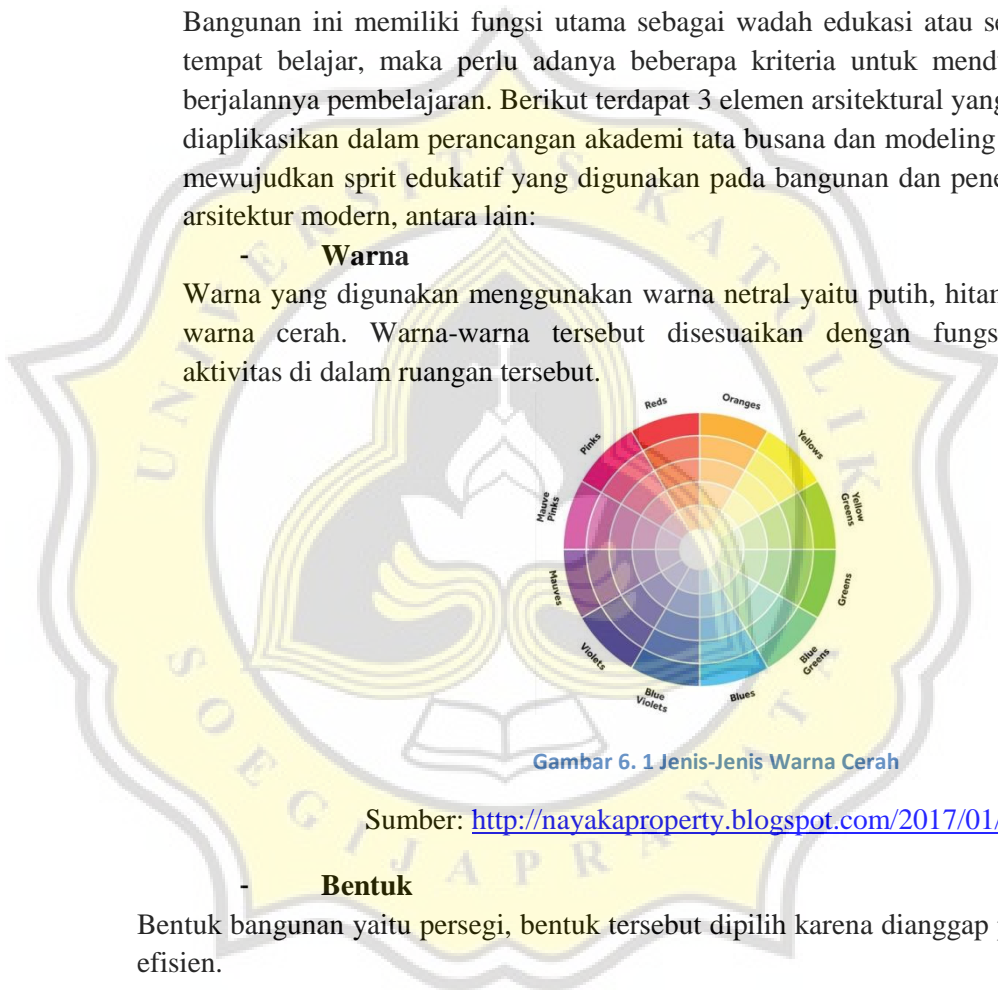 Bangunan ini memiliki fungsi utama sebagai wadah edukasi atau se
tempat belajar, maka perlu adanya beberapa kriteria untuk mend
berjalannya pembelajaran. Berikut terdapat 3 elemen arsitektural yang
diaplikasikan dalam perancangan akademi tata busana dan modeling
mewujudkan sprit edukatif yang digunakan pada bangunan dan pene
arsitektur modern, antara lain:
- Warna
Warna yang digunakan menggunakan warna netral yaitu putih, hitam
warna cerah. Warna-warna tersebut disesuaikan dengan fungs
aktivitas di dalam ruangan tersebut.
Reds
Oranges
Yellows
Yellow
Greens
Greens
Blue
Greens
Blues
Blue
Violets
Violets
Mauves
Mauve
Pinks
Pinks
Gambar 6. 1 Jenis-Jenis Warna Cerah
Sumber: http://nayakaproperty.blogspot.com/2017/01/
- Bentuk
Bentuk bangunan yaitu persegi, bentuk tersebut dipilih karena dianggap
efisien.
UNIVERSITAS KATOLIK
SOEGIJAPRANATA